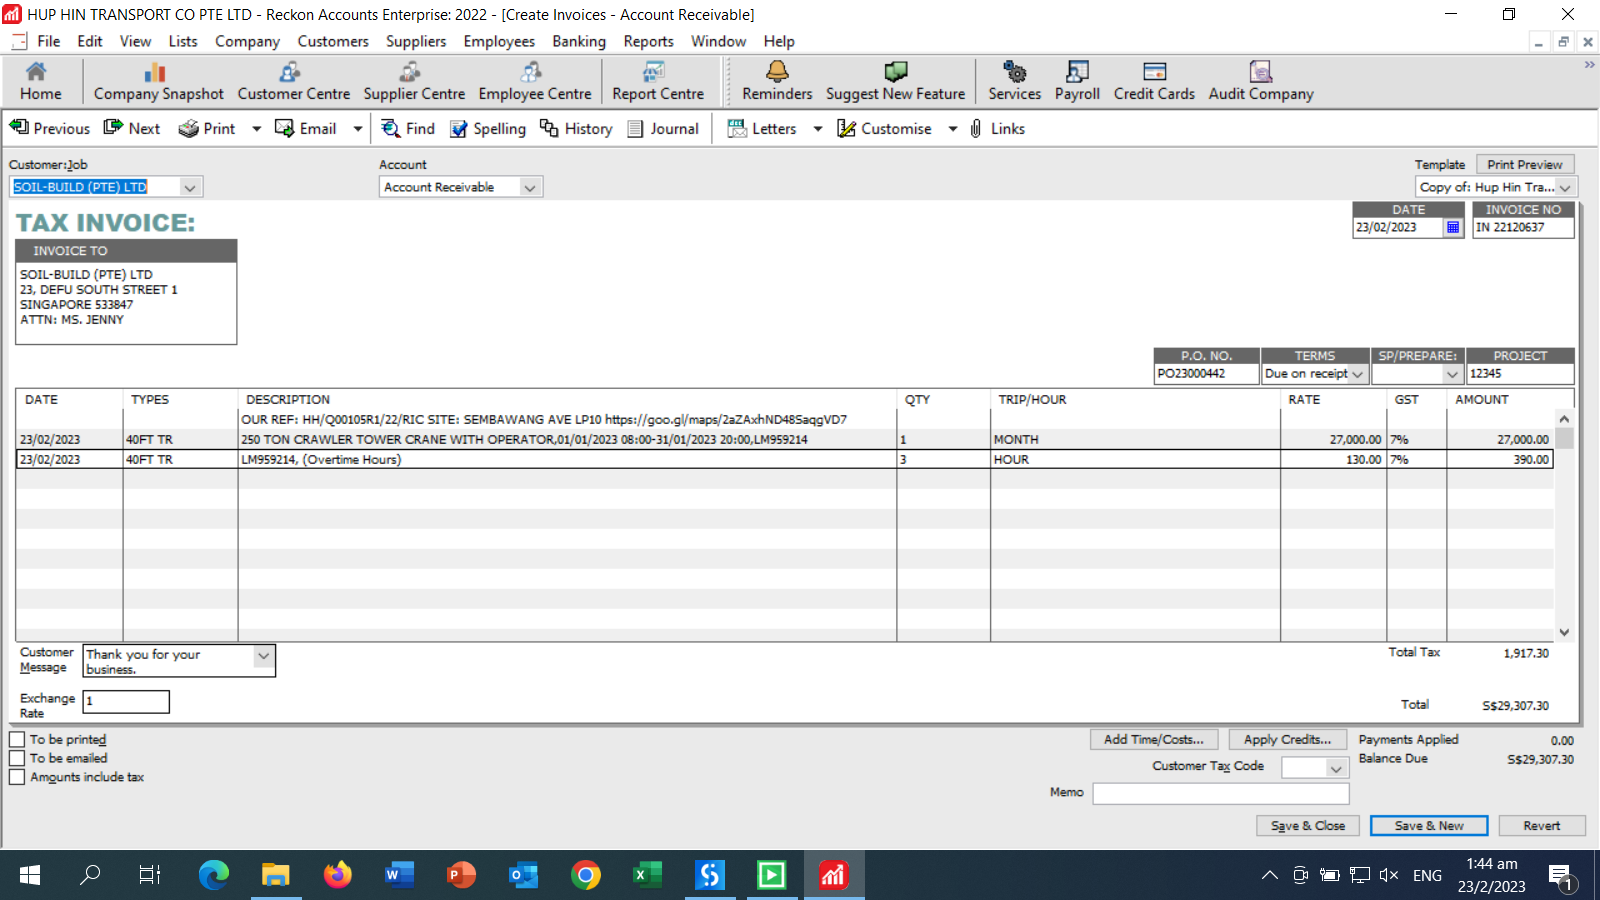 HUP HIN TRANSPORT CO PTE LTD - Reckon Accounts Enterprise: 2022 - [Create Invoices - Account Receivable]
File Edit View Lists Company Customers Suppliers Employees Banking Reports Window Help
Home Company Snapshot Customer Centre Supplier Centre Employee Centre Report Centre Reminders Suggest New Feature Services Payroll Credit Cards Audit Company
Previous Next Print Email Find Spelling History Journal Letters Customise Links
Customer:Job Account Template Print Preview
SOIL-BUILD (PTE) LTD Account Receivable Copy of: Hup Hin Tra...
TAX INVOICE:
DATE INVOICE NO
23/02/2023 IN 22120637
INVOICE TO
SOIL-BUILD (PTE) LTD
23, DEFU SOUTH STREET 1
SINGAPORE 533847
ATTN: MS. JENNY
P.O. NO. TERMS SP/PREPARE: PROJECT
PO23000442 Due on receipt 12345
DATE TYPES DESCRIPTION QTY TRIP/HOUR RATE GST AMOUNT
OUR REF: HH/Q00105R1/22/RIC SITE: SEMBAWANG AVE LP10 https://goo.gl/maps/2aZAxhND48SaqgVD7
23/02/2023 40FT TR 250 TON CRAWLER TOWER CRANE WITH OPERATOR,01/01/2023 08:00-31/01/2023 20:00,LM959214 1 MONTH 27,000.00 7% 27,000.00
23/02/2023 40FT TR LM959214, (Overtime Hours) 3 HOUR 130.00 7% 390.00
Customer Message Thank you for your business.
Total Tax 1,917.30
Exchange Rate 1
Total S$29,307.30
To be printed
To be emailed
Amounts include tax
Add Time/Costs... Apply Credits... Payments Applied 0.00
Customer Tax Code Balance Due S$29,307.30
Memo
Save & Close Save & New Revert
ENG 1:44 am
23/2/2023
1